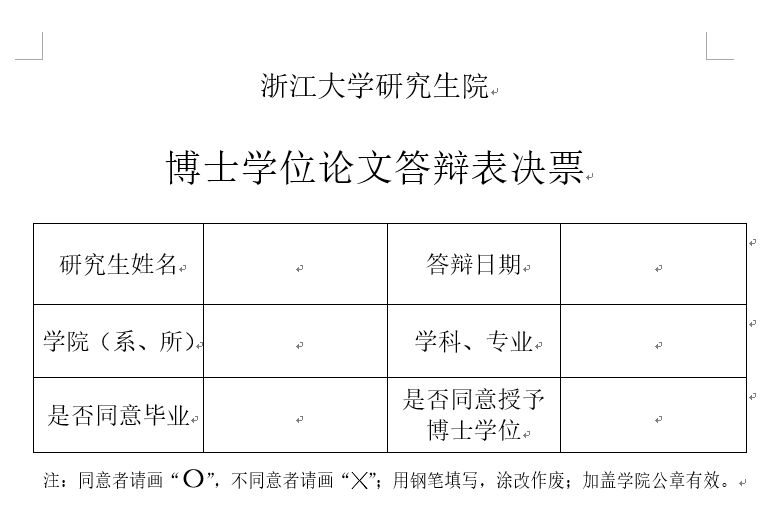 浙江大学研究生院
博士学位论文答辩表决票
研究生姓名 答辩日期
学院（系、所） 学科、专业
是否同意毕业 是否同意授予
博士学位
注：同意者请画“O”，不同意者请画“×”；用钢笔填写，涂改作废；加盖学院公章有效。